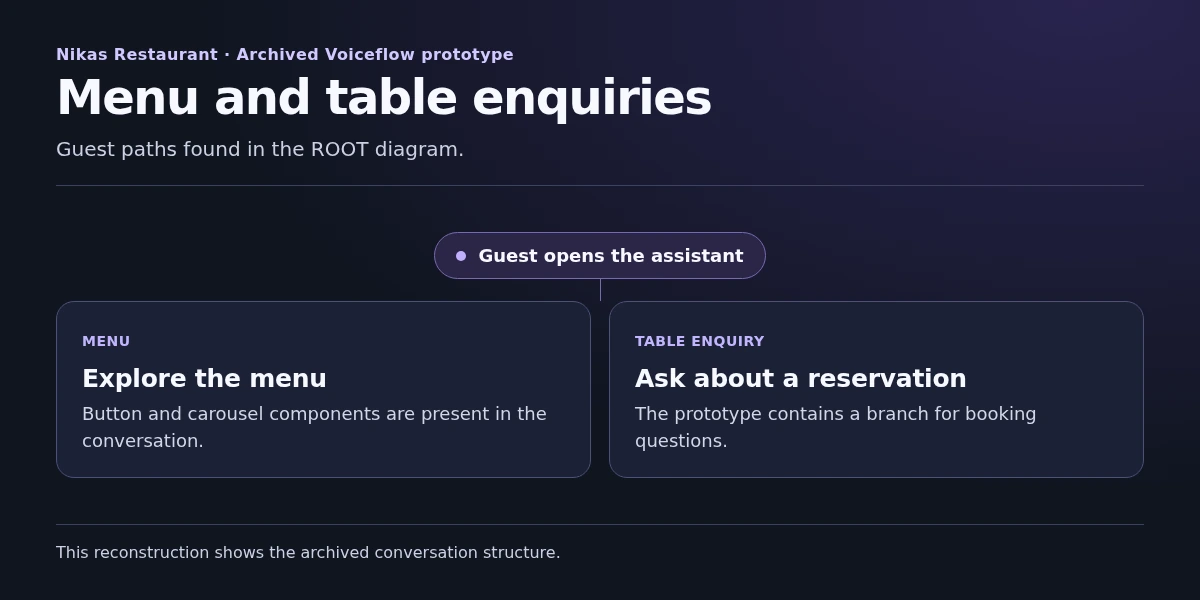 Nikas Restaurant · Archived Voiceflow prototype
Menu and table enquiries
Guest paths found in the ROOT diagram.
Guest opens the assistant
MENU
Explore the menu
Button and carousel components are present in the
conversation.
TABLE ENQUIRY
Ask about a reservation
The prototype contains a branch for booking
questions.
This reconstruction shows the archived conversation structure.